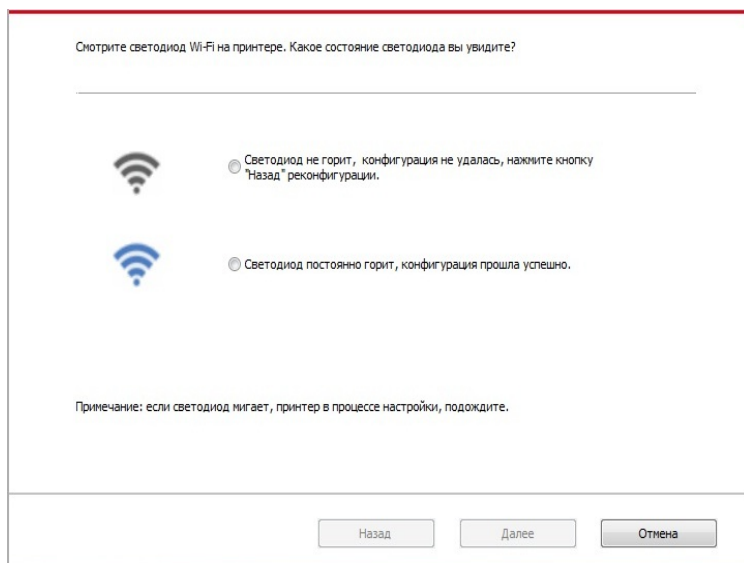 Смотрите светодиод Wi-Fi на принтере. Какое состояние светодиода вы увидите?
Светодиод не горит, конфигурация не удалась, нажмите кнопку
"Назад" реконфигурации.
Светодиод постоянно горит, конфигурация прошла успешно.
Примечание: если светодиод мигает, принтер в процессе настройки, подождите.
Назад
Далее
Отмена